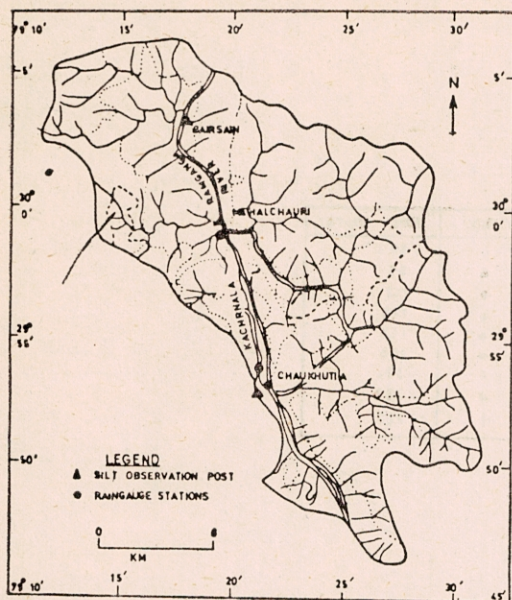 79° 10' 15' 20' 25' 30'
5' 5'
N
GAIRSAIN
RAMGANGA RIVER
MEHALCHAURI
30° 0' 30° 0'
KACHRNALA
29° 55' 29° 55'
CHAUKHUTIA
50' 50'
LEGEND
SILT OBSERVATION POST
RAINGAUGE STATIONS
0 6
KM
79° 10' 15' 20' 25' 30' 45'